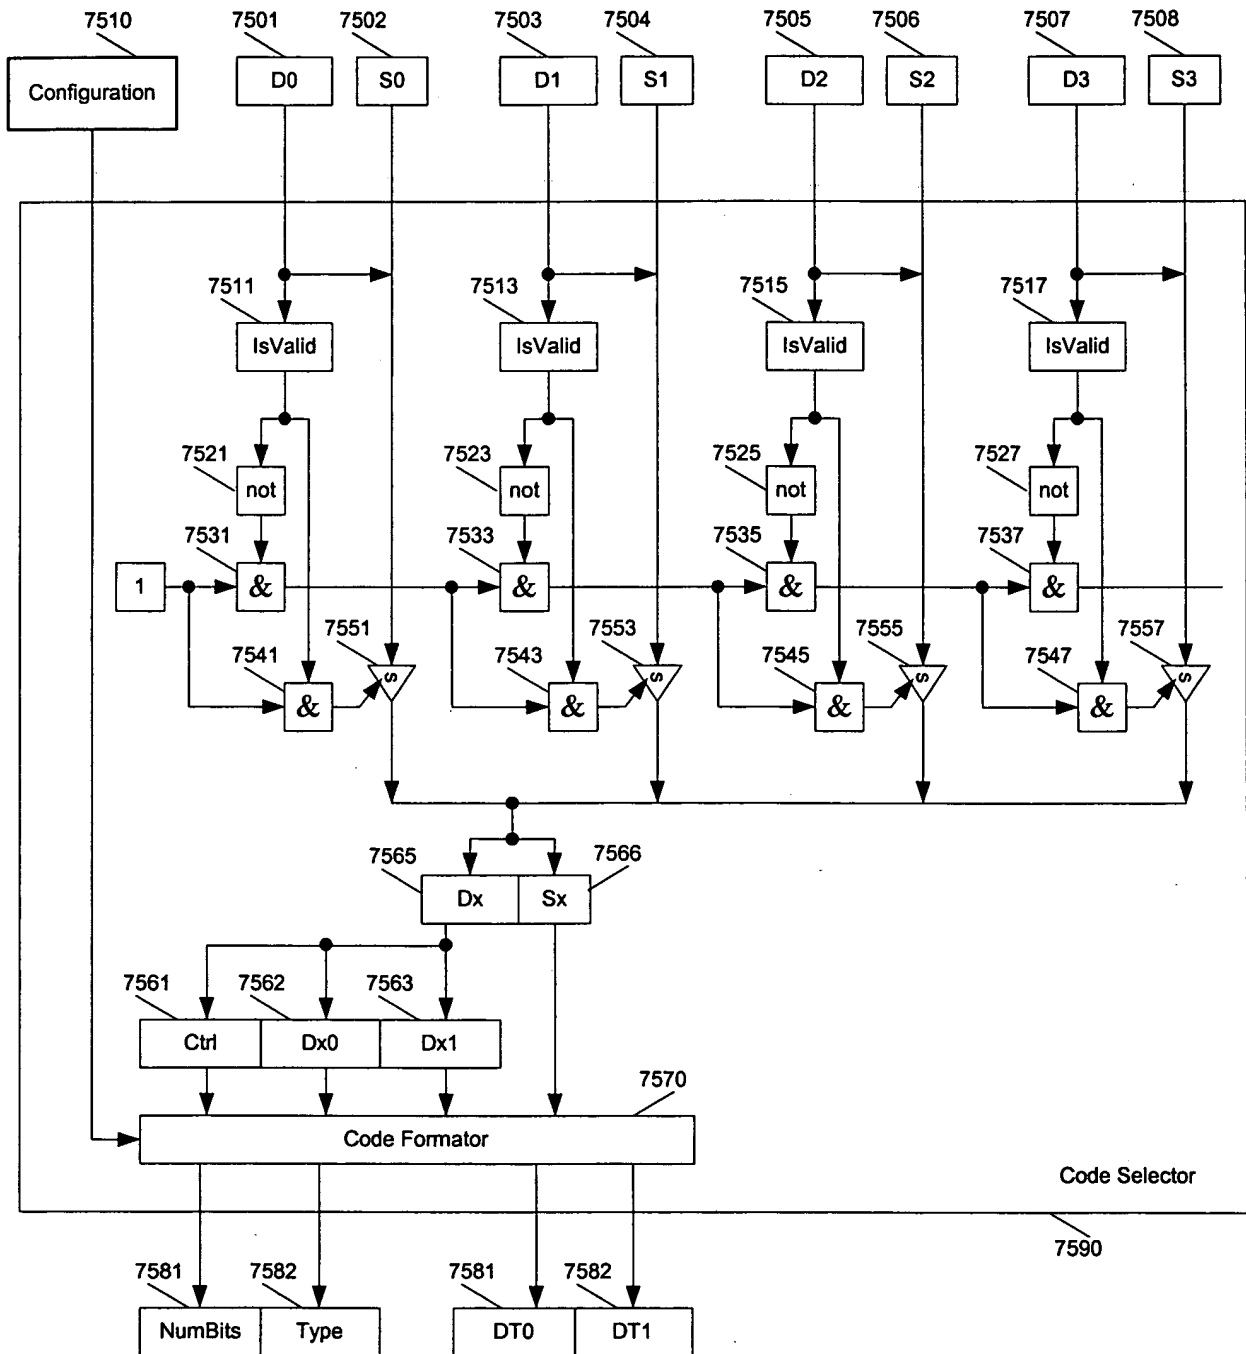 7510 7501 7502 7503 7504 7505 7506 7507 7508
Configuration D0 S0 D1 S1 D2 S2 D3 S3
7511 7513 7515 7517
IsValid IsValid IsValid IsValid
7521 7523 7525 7527
not not not not
7531 7533 7535 7537
1 & & & &
7551 7553 7555 7557
7541 7543 7545 7547
s s s s
& & & &
7565 7566
Dx Sx
7561 7562 7563
Ctrl Dx0 Dx1
7570
Code Formator
Code Selector
7590
7581 7582 7581 7582
NumBits Type DT0 DT1